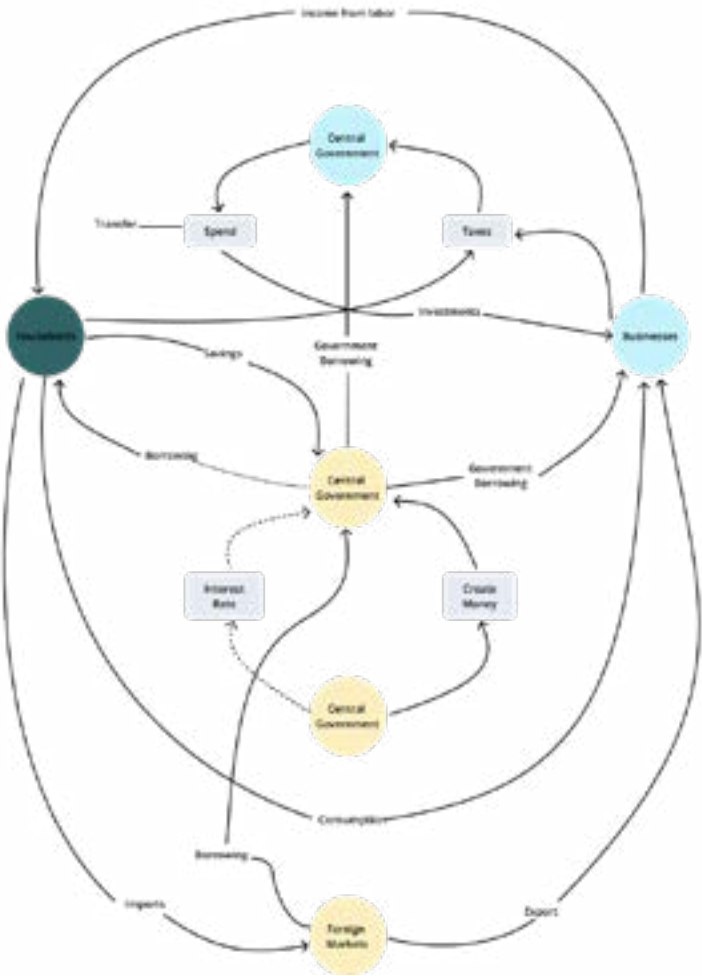 Income from labor
Central
Government
Transfer
Spend
Taxes
Investments
Households
Businesses
Savings
Government
Borrowing
Borrowing
Central
Government
Government
Borrowing
Interest
Rate
Create
Money
Central
Government
Consumption
Borrowing
Imports
Foreign
Markets
Export